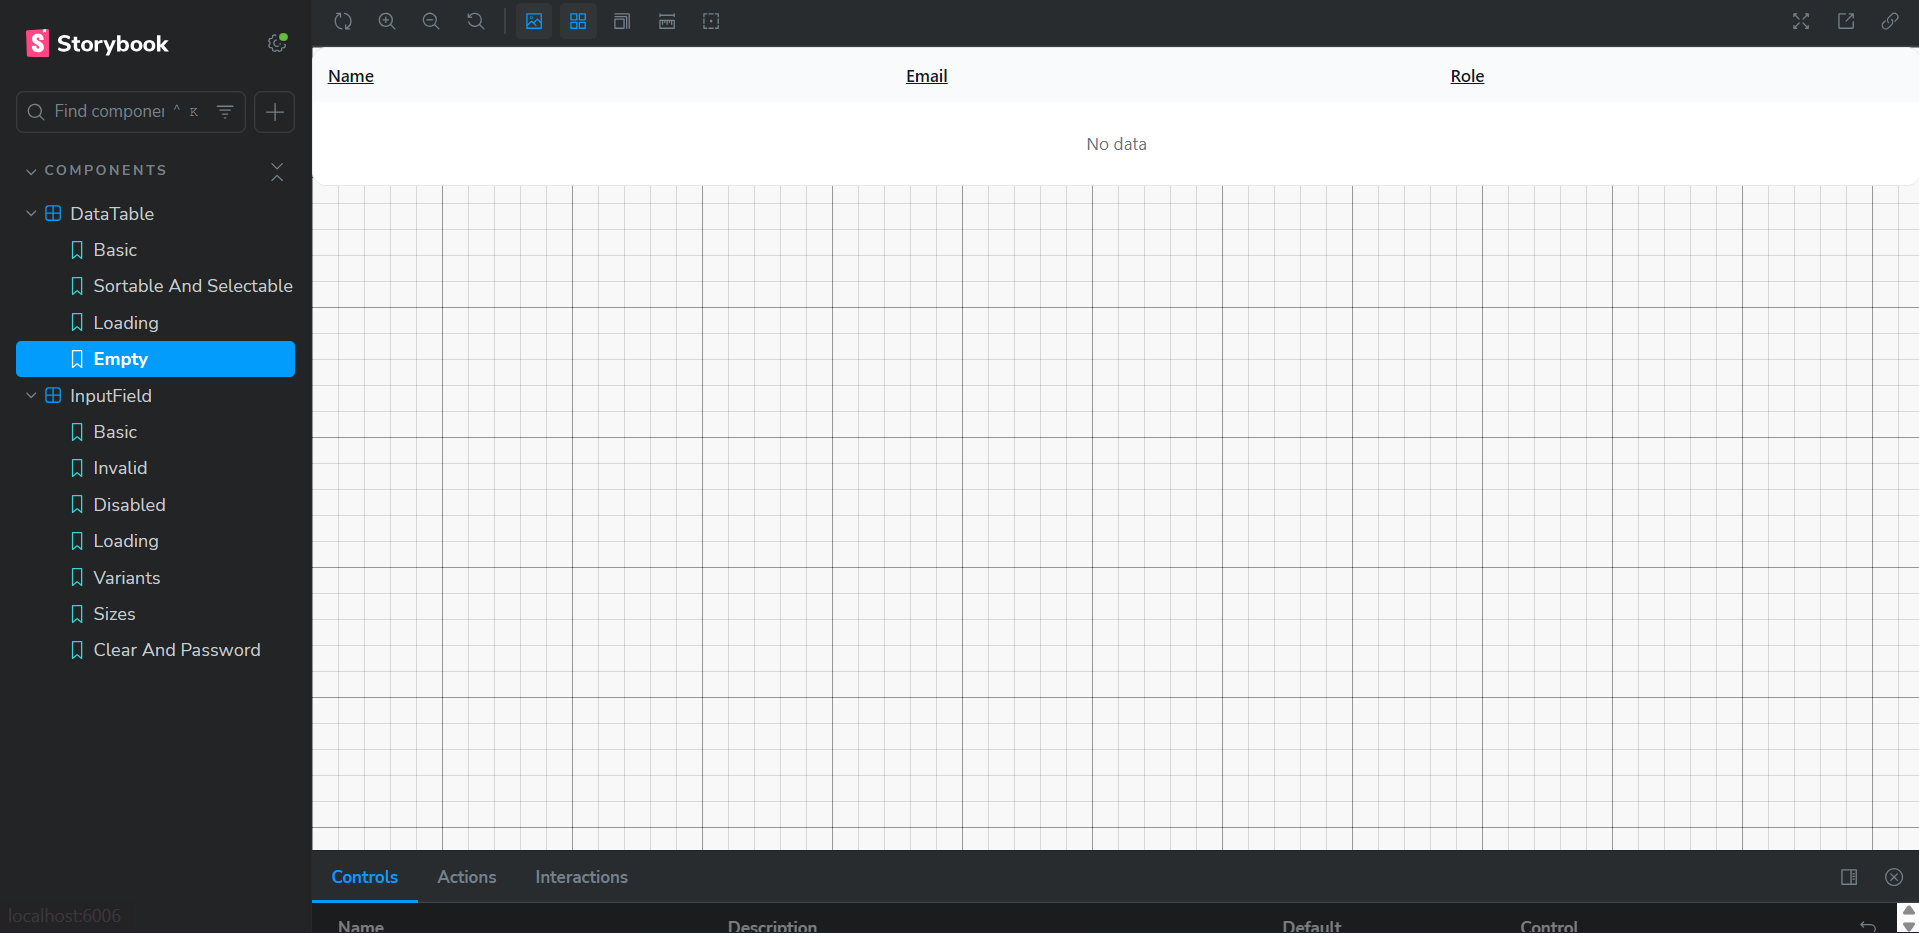 Storybook
Find componer ^ K
COMPONENTS
DataTable
Basic
Sortable And Selectable
Loading
Empty
InputField
Basic
Invalid
Disabled
Loading
Variants
Sizes
Clear And Password
localhost:6006
Name Email Role
No data
Controls Actions Interactions
Name Description Default Control